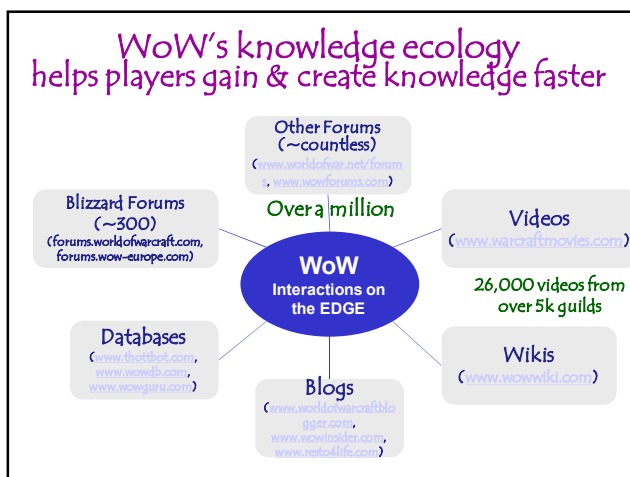 WoW's knowledge ecology
helps players gain & create knowledge faster
Other Forums
(~countless)
(www.worldofwar.net/forum
s, www.wowforums.com)
Blizzard Forums
(~300)
(forums.worldofwarcraft.com,
forums.wow-europe.com)
Over a million
Videos
(www.warcraftmovies.com)
WoW
Interactions on
the EDGE
26,000 videos from
over 5k guilds
Databases
(www.thottbot.com,
www.wowdb.com,
www.wowguru.com)
Wikis
(www.wowwiki.com)
Blogs
(www.worldofwarcraftblo
gger.com,
www.wowinsider.com,
www.resto4life.com)